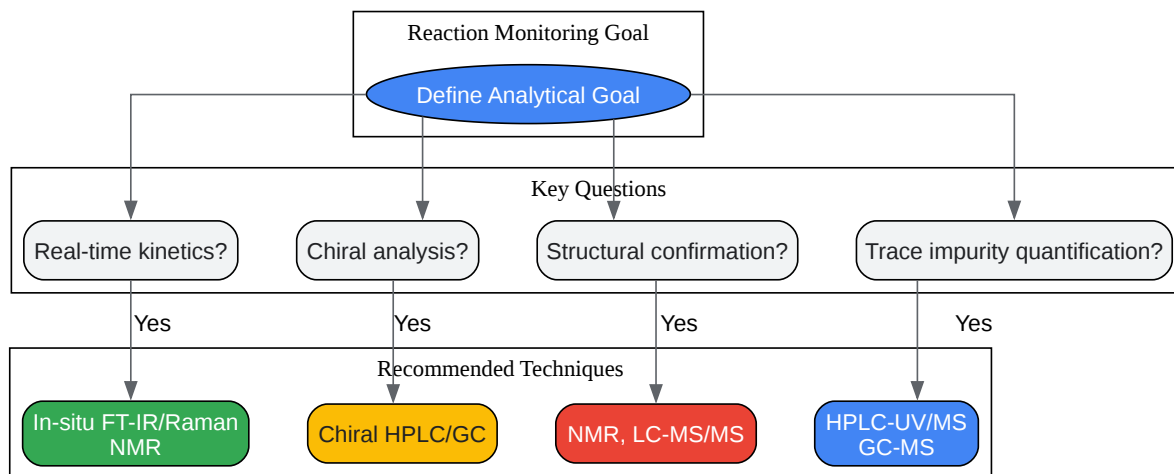 Reaction Monitoring Goal
Define Analytical Goal
Key Questions
Real-time kinetics?
Chiral analysis?
Structural confirmation?
Trace impurity quantification?
Yes
Yes
Yes
Yes
Recommended Techniques
In-situ FT-IR/Raman
NMR
Chiral HPLC/GC
NMR, LC-MS/MS
HPLC-UV/MS
GC-MS